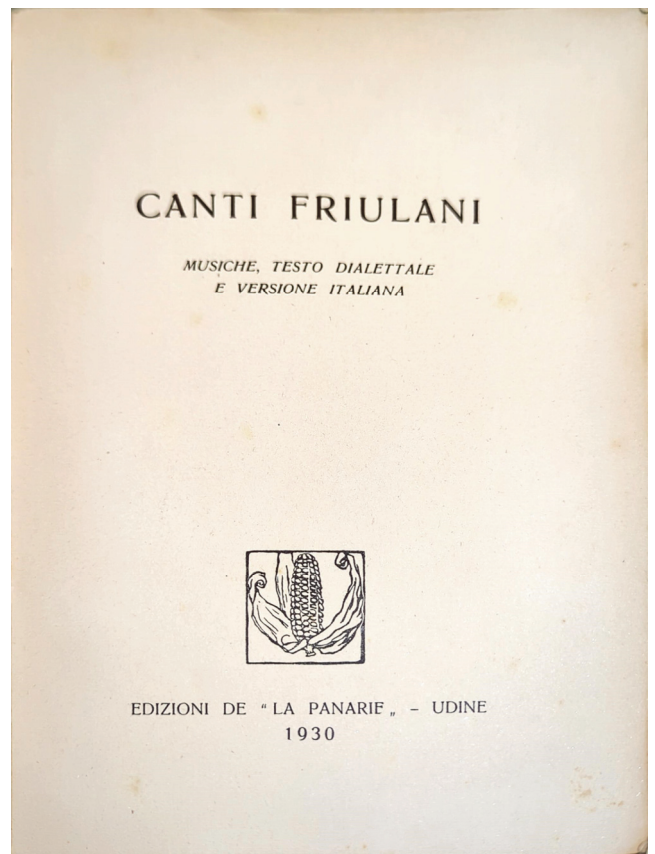 CANTI FRIULANI
MUSICHE, TESTO DIALETTALE
E VERSIONE ITALIANA
EDIZIONI DE “LA PANARIE„ – UDINE
1930